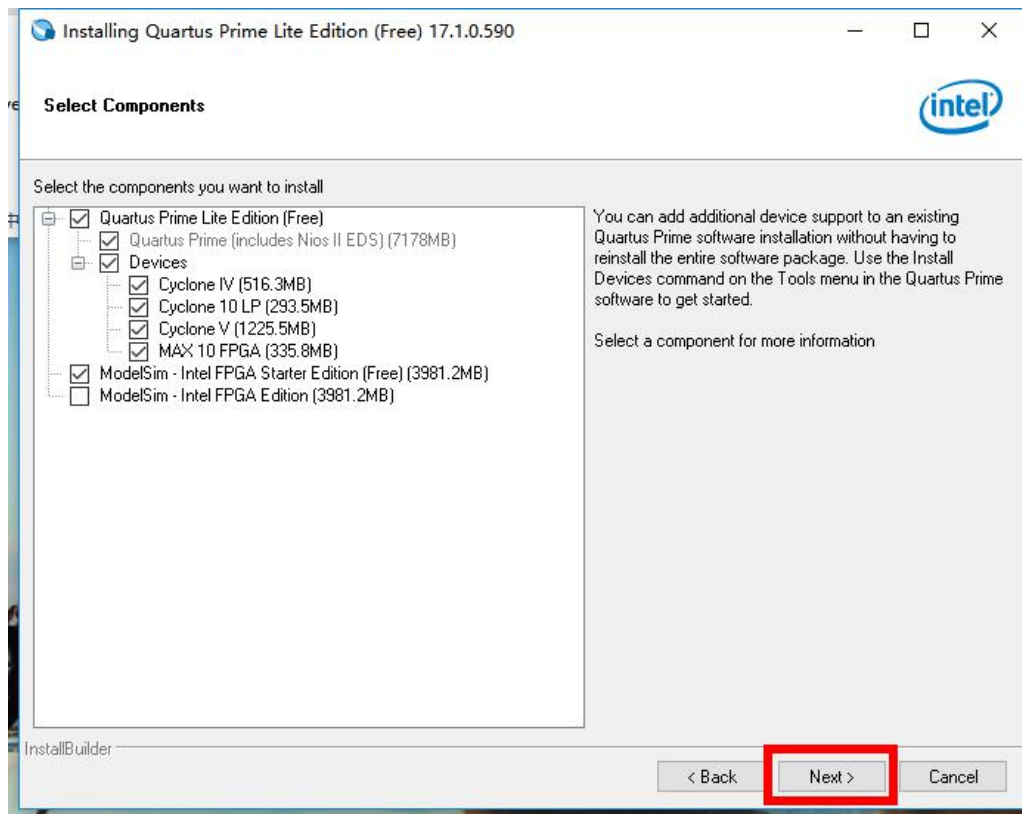 Installing Quartus Prime Lite Edition (Free) 17.1.0.590
Select Components
intel
Select the components you want to install
Quartus Prime Lite Edition (Free)
Quartus Prime (includes Nios II EDS) (7178MB)
Devices
Cyclone IV (516.3MB)
Cyclone 10 LP (293.5MB)
Cyclone V (1225.5MB)
MAX 10 FPGA (335.8MB)
ModelSim - Intel FPGA Starter Edition (Free) (3981.2MB)
ModelSim - Intel FPGA Edition (3981.2MB)
You can add additional device support to an existing
Quartus Prime software installation without having to
reinstall the entire software package. Use the Install
Devices command on the Tools menu in the Quartus Prime
software to get started.
Select a component for more information
InstallBuilder
< Back
Next >
Cancel